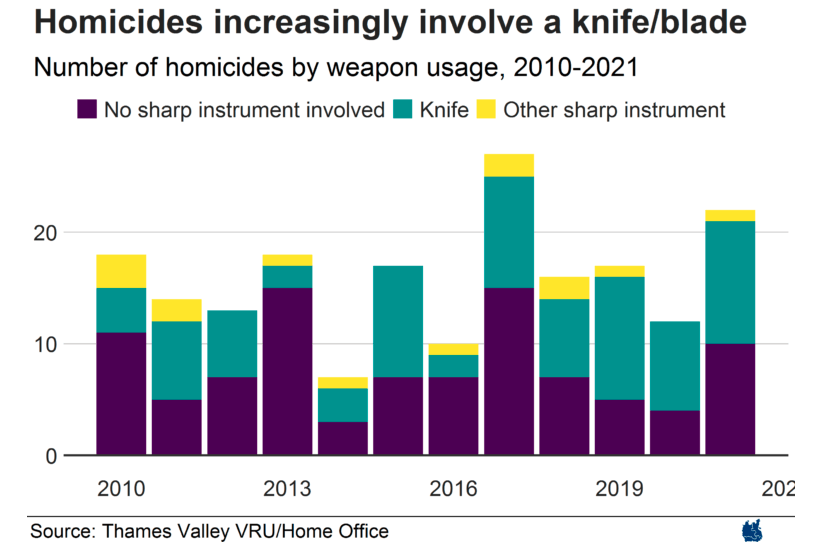 Homicides increasingly involve a knife/blade
Number of homicides by weapon usage, 2010-2021
No sharp instrument involved Knife Other sharp instrument
20
10
0
2010 2013 2016 2019 202
Source: Thames Valley VRU/Home Office